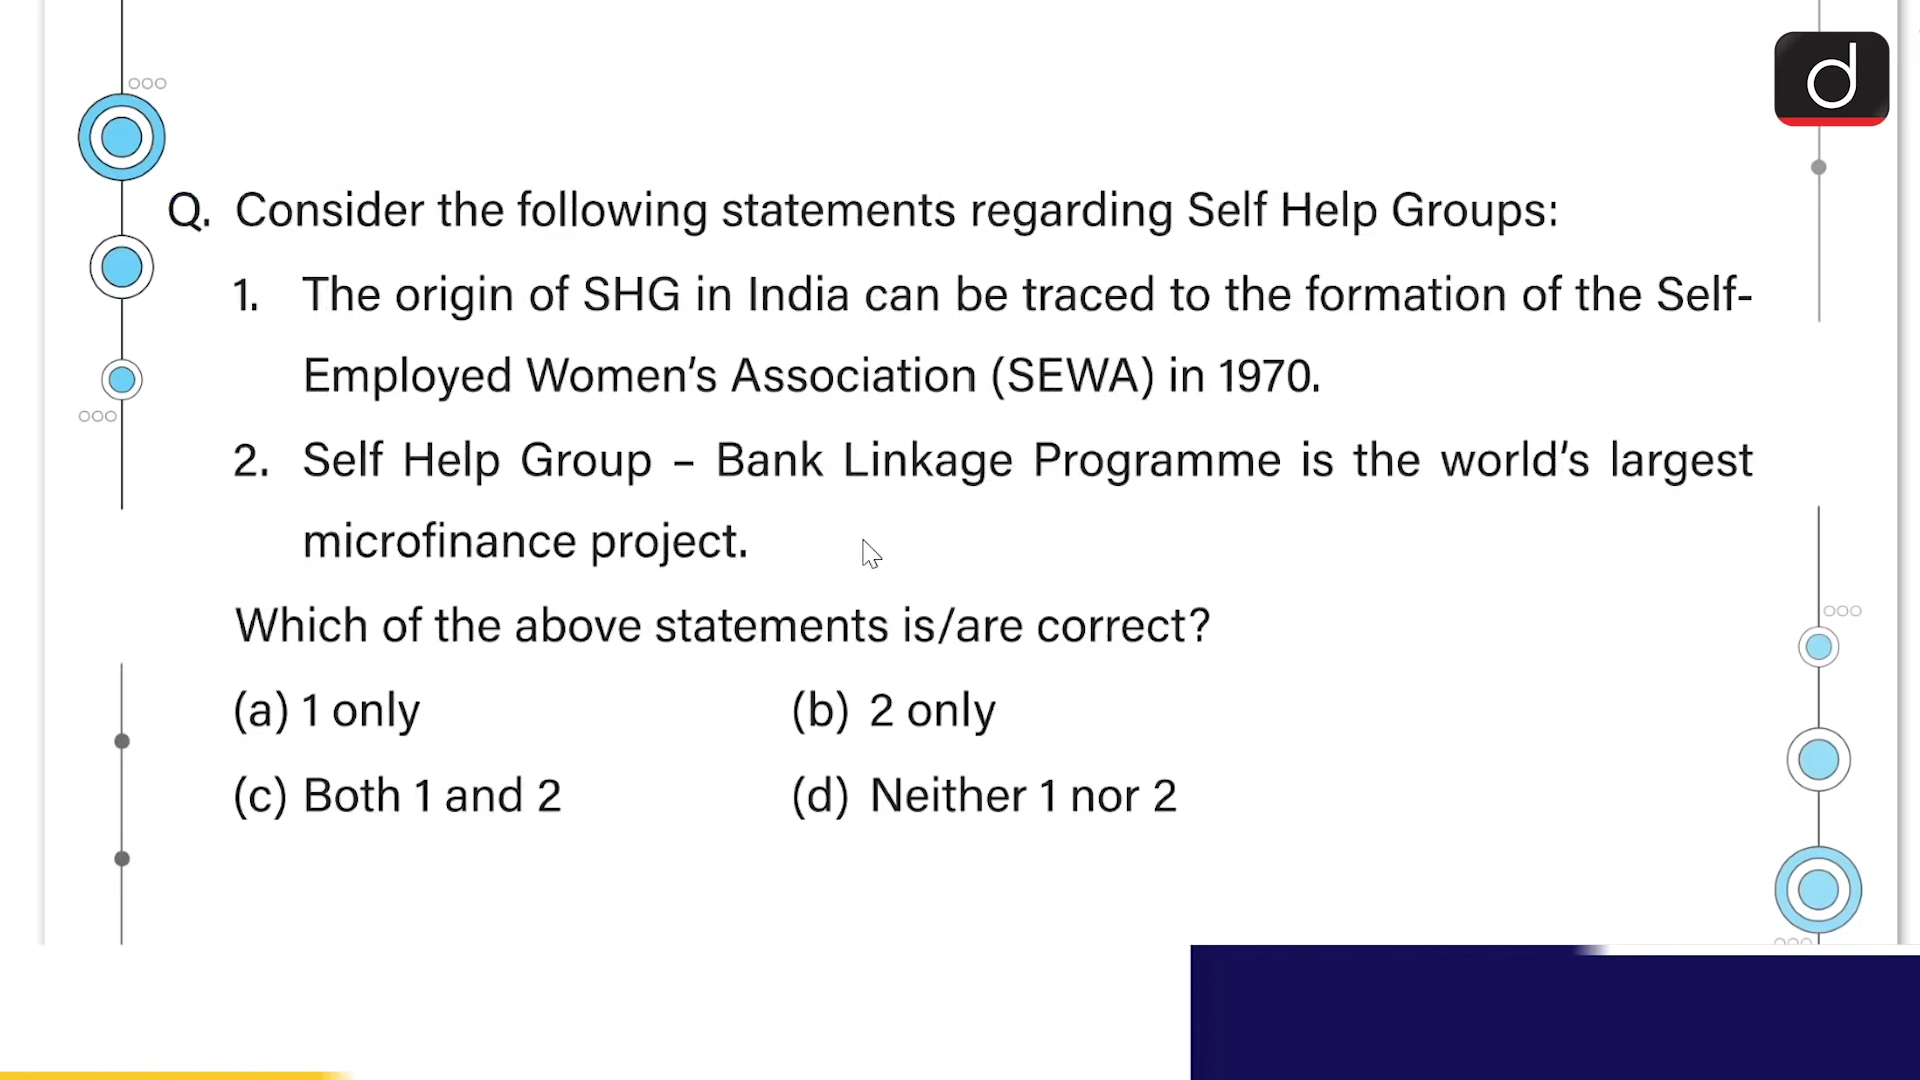 d
Q. Consider the following statements regarding Self Help Groups:
1. The origin of SHG in India can be traced to the formation of the Self-
Employed Women’s Association (SEWA) in 1970.
2. Self Help Group – Bank Linkage Programme is the world’s largest
microfinance project.
Which of the above statements is/are correct?
(a) 1 only (b) 2 only
(c) Both 1 and 2 (d) Neither 1 nor 2